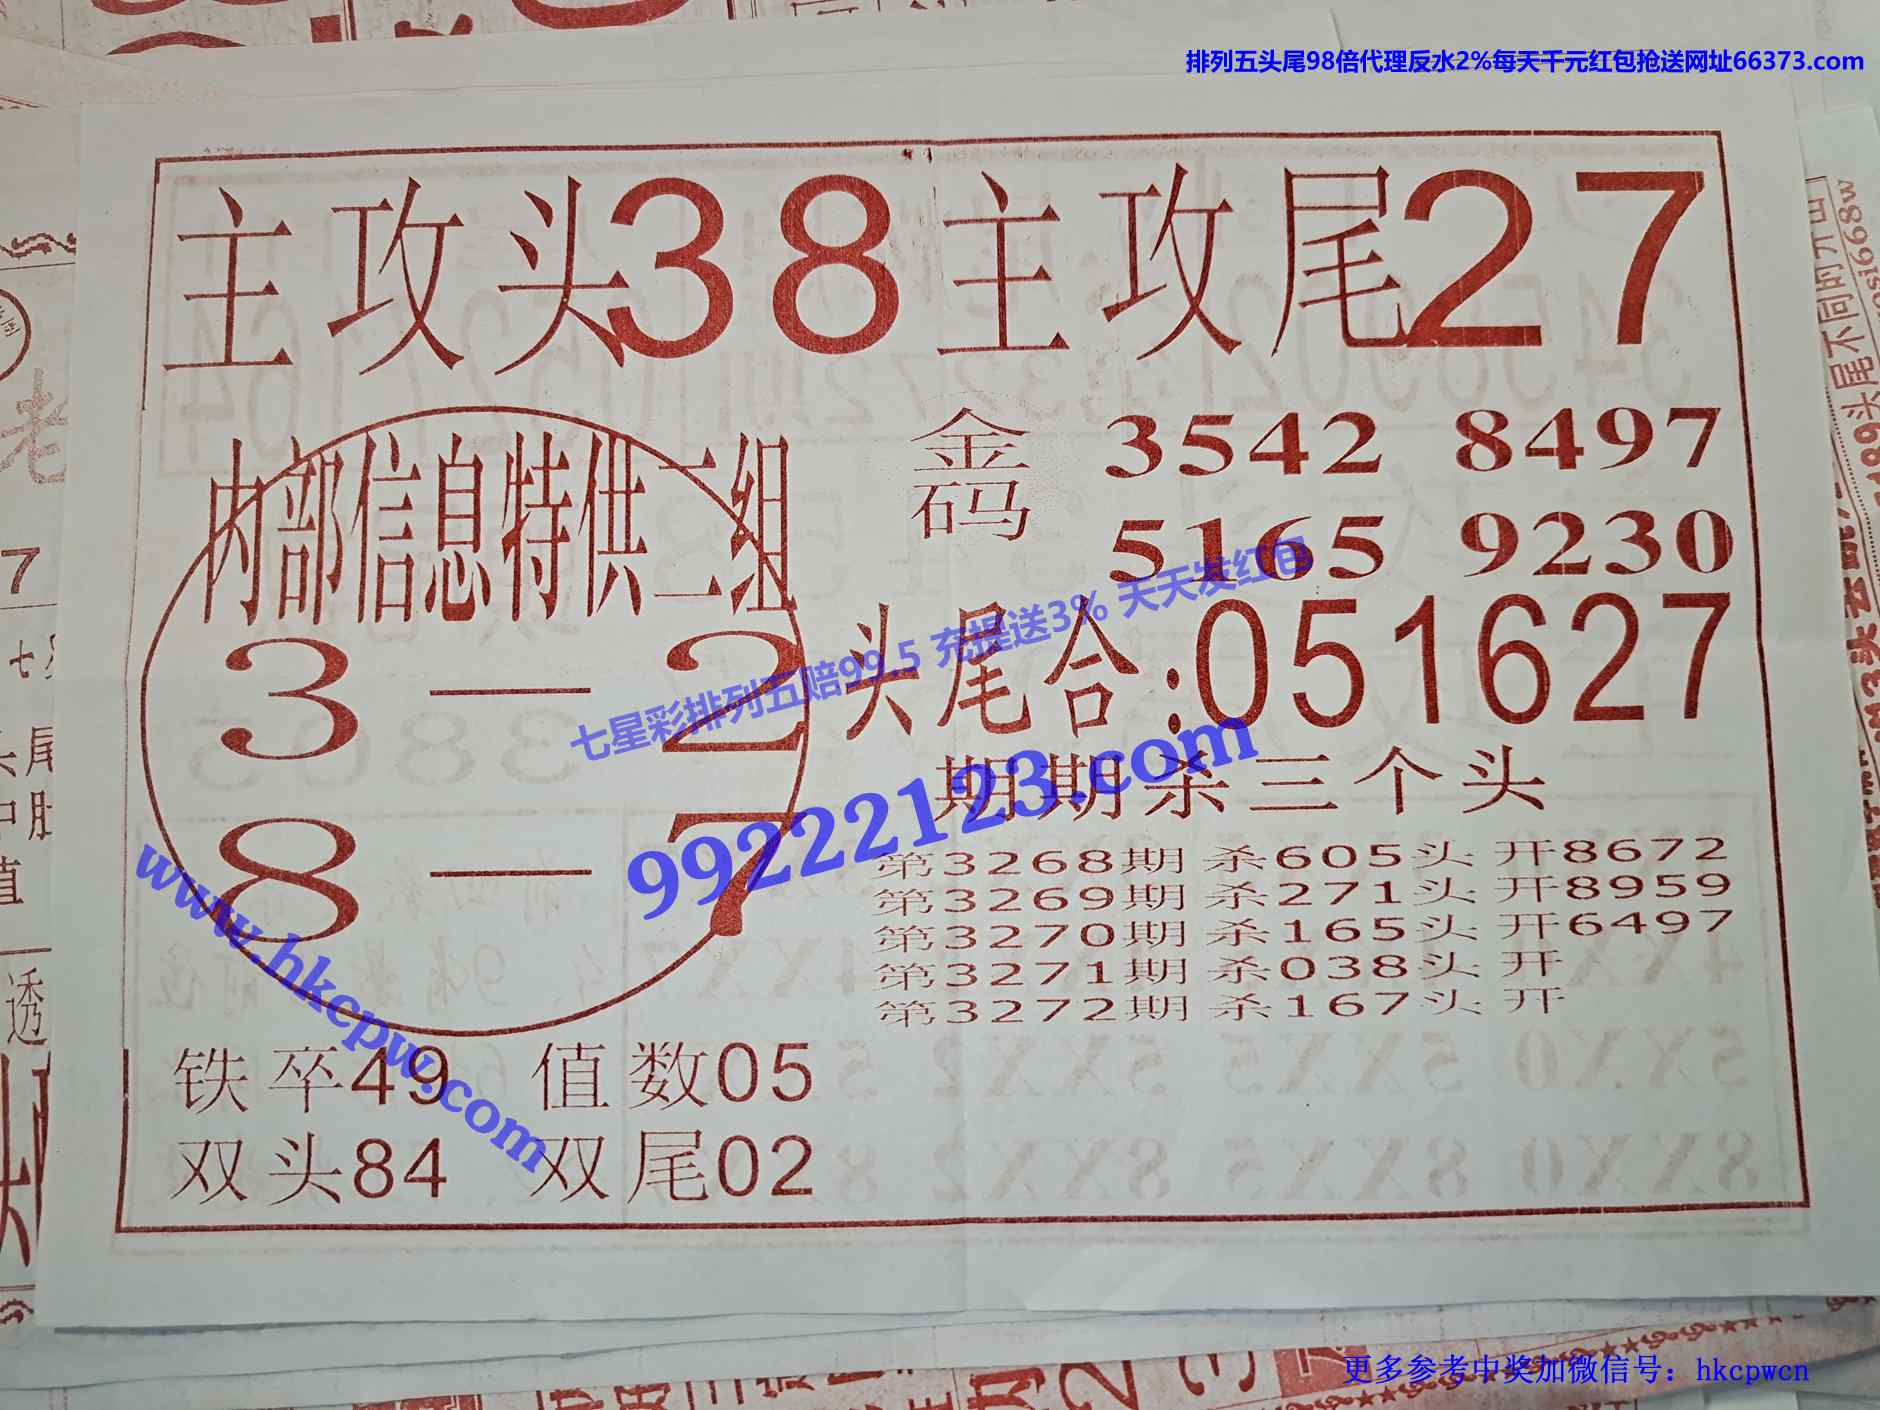 排列五头尾98倍代理反水2%每天千元红包抢送网址66373.com
主攻头38主攻尾27
内部信息特供二组
3—2
8—7
金码 3542 8497
5165 9230
七星彩排列五赔99.5 充提送3% 天天发红包
头尾合:051627
99222123.com
期期杀三个头
第3268期 杀605头 开8672
第3269期 杀271头 开8959
第3270期 杀165头 开6497
第3271期 杀038头 开
第3272期 杀167头 开
www.hkcpw.com
铁卒49 值数05
双头84 双尾02
更多参考中奖加微信号：hkcpwcn